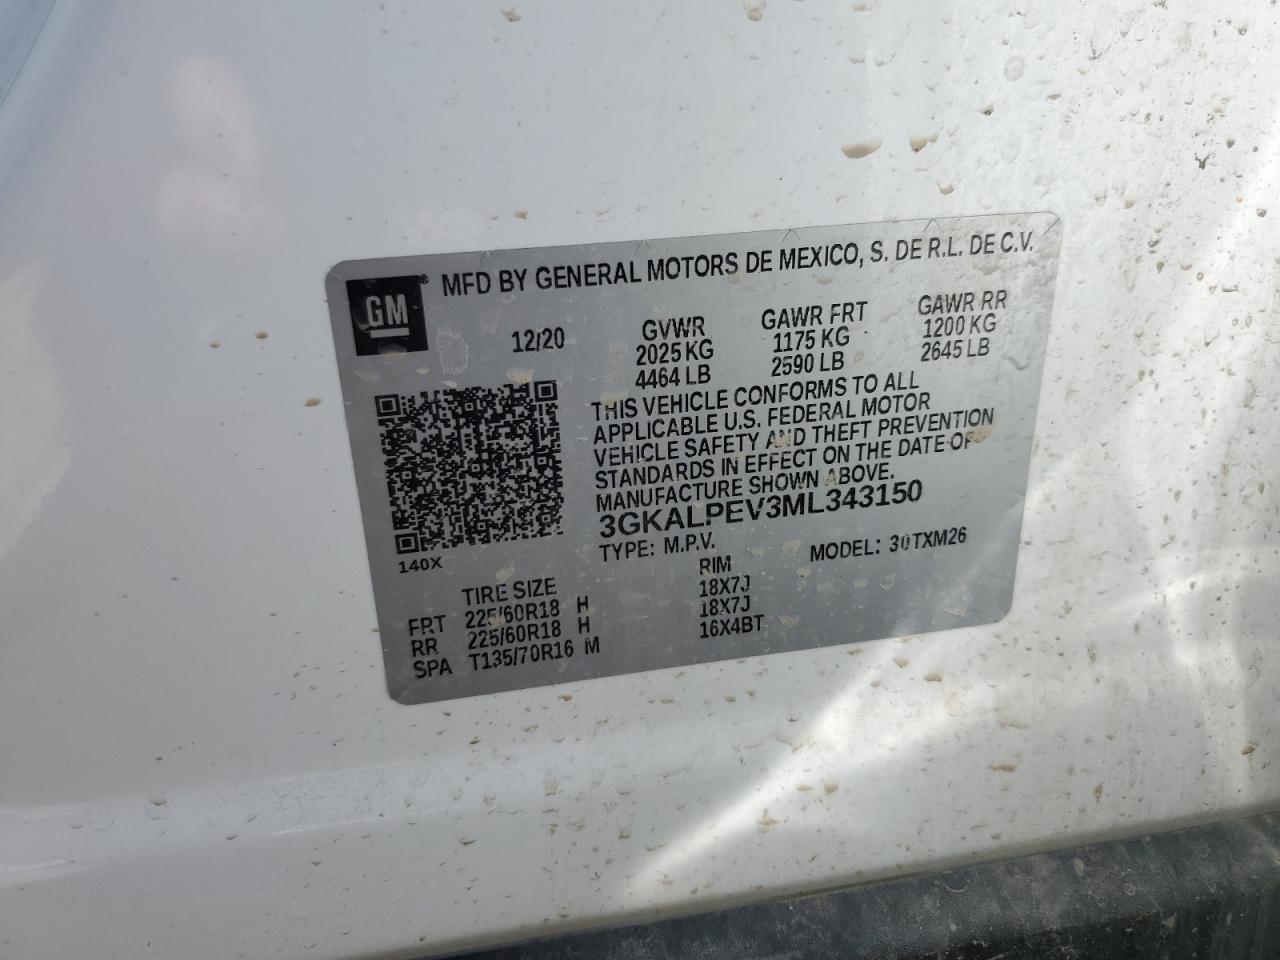 GM® MFD BY GENERAL MOTORS DE MEXICO, S. DE R.L. DE C.V.
12/20 GVWR GAWR FRT GAWR RR
2025 KG 1175 KG 1200 KG
4464 LB 2590 LB 2645 LB
THIS VEHICLE CONFORMS TO ALL
APPLICABLE U.S. FEDERAL MOTOR
VEHICLE SAFETY AND THEFT PREVENTION
STANDARDS IN EFFECT ON THE DATE OF
MANUFACTURE SHOWN ABOVE.
3GKALPEV3ML343150
TYPE: M.P.V. MODEL: 30TXM26
140X
TIRE SIZE RIM
FRT 225/60R18 H 18X7J
RR 225/60R18 H 18X7J
SPA T135/70R16 M 16X4BT